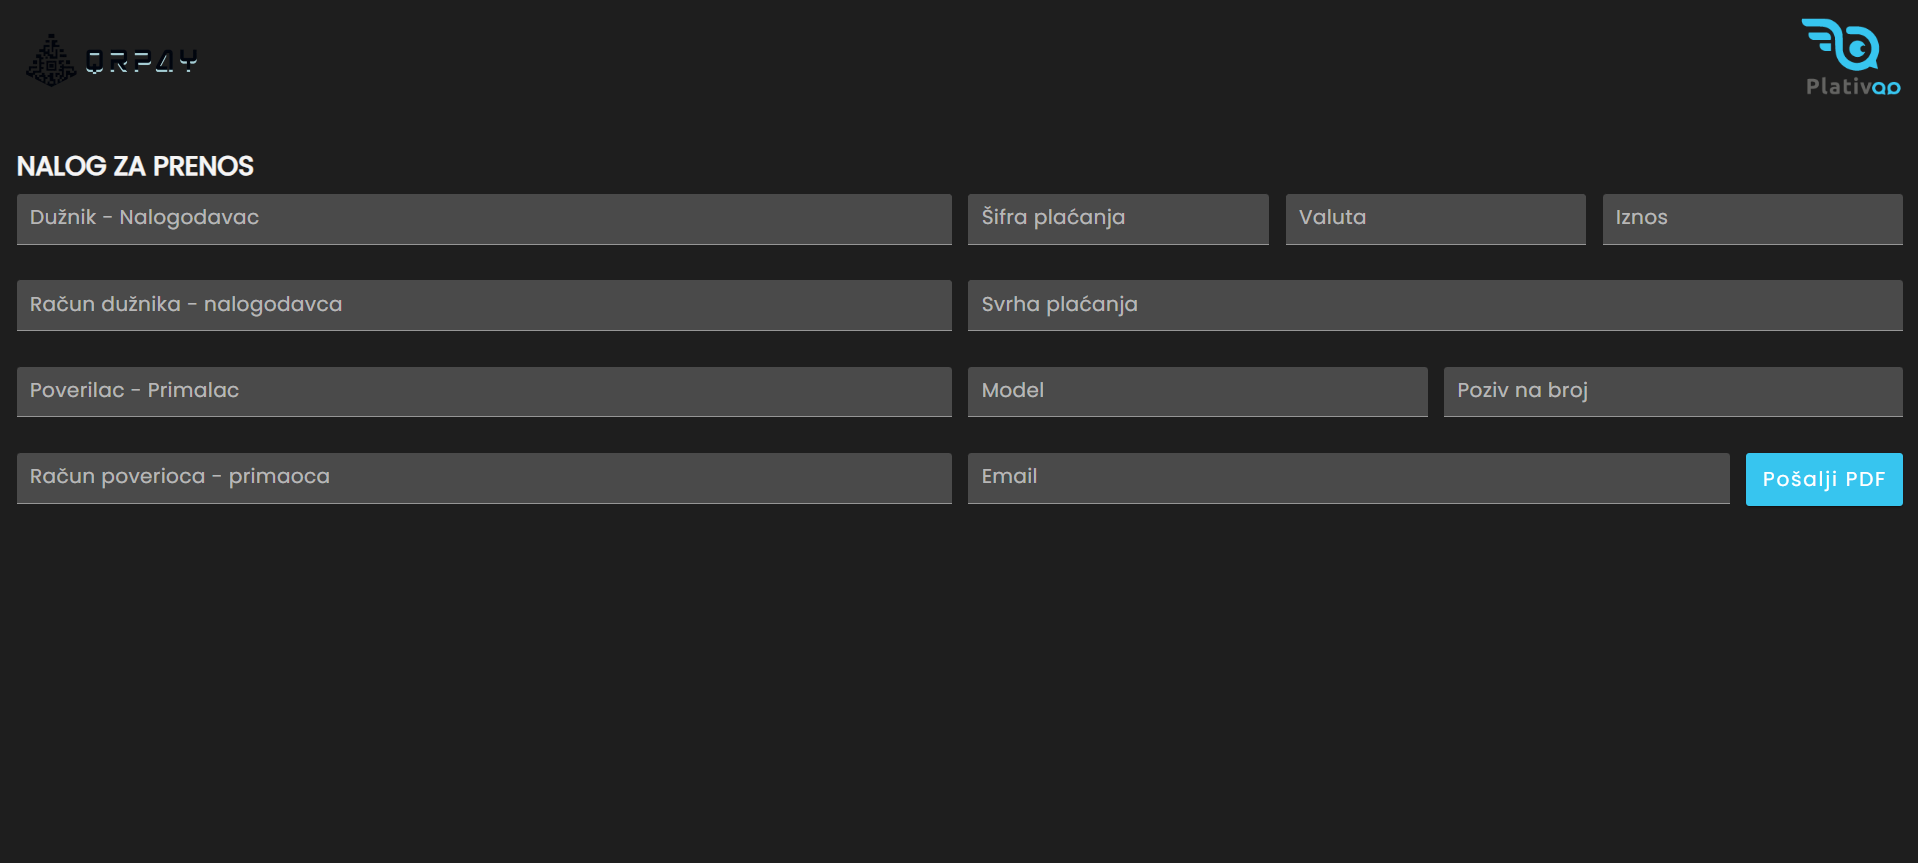 QRPAY
Plativoo
NALOG ZA PRENOS
Dužnik - Nalogodavac
Šifra plaćanja
Valuta
Iznos
Račun dužnika - nalogodavca
Svrha plaćanja
Poverilac - Primalac
Model
Poziv na broj
Račun poverioca - primaoca
Email
Pošalji PDF